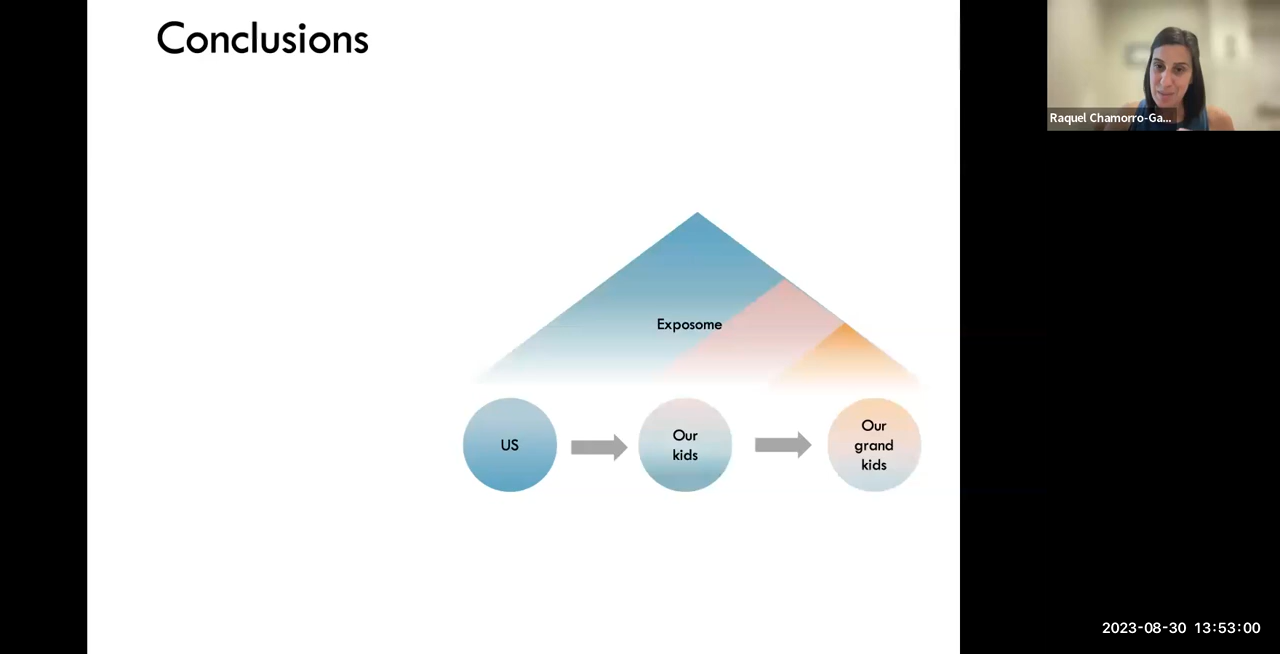 Conclusions
Raquel Chamorro-Ga...
Exposome
US
Our
kids
Our
grand
kids
2023-08-30 13:53:00